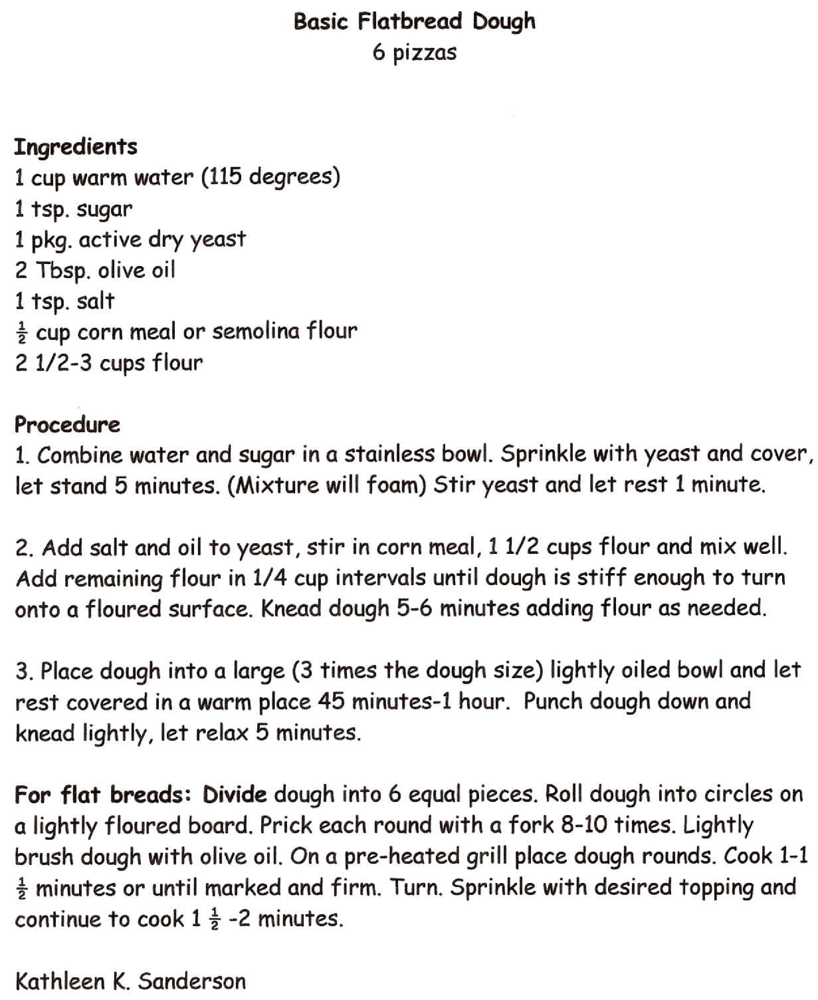 Basic Flatbread Dough
6 pizzas
Ingredients
1 cup warm water (115 degrees)
1 tsp. sugar
1 pkg. active dry yeast
2 Tbsp. olive oil
1 tsp. salt
½ cup corn meal or semolina flour
2 1/2-3 cups flour
Procedure
1. Combine water and sugar in a stainless bowl. Sprinkle with yeast and cover,
let stand 5 minutes. (Mixture will foam) Stir yeast and let rest 1 minute.
2. Add salt and oil to yeast, stir in corn meal, 1 1/2 cups flour and mix well.
Add remaining flour in 1/4 cup intervals until dough is stiff enough to turn
onto a floured surface. Knead dough 5-6 minutes adding flour as needed.
3. Place dough into a large (3 times the dough size) lightly oiled bowl and let
rest covered in a warm place 45 minutes-1 hour. Punch dough down and
knead lightly, let relax 5 minutes.
For flat breads: Divide dough into 6 equal pieces. Roll dough into circles on
a lightly floured board. Prick each round with a fork 8-10 times. Lightly
brush dough with olive oil. On a pre-heated grill place dough rounds. Cook 1-1
½ minutes or until marked and firm. Turn. Sprinkle with desired topping and
continue to cook 1 ½ -2 minutes.
Kathleen K. Sanderson